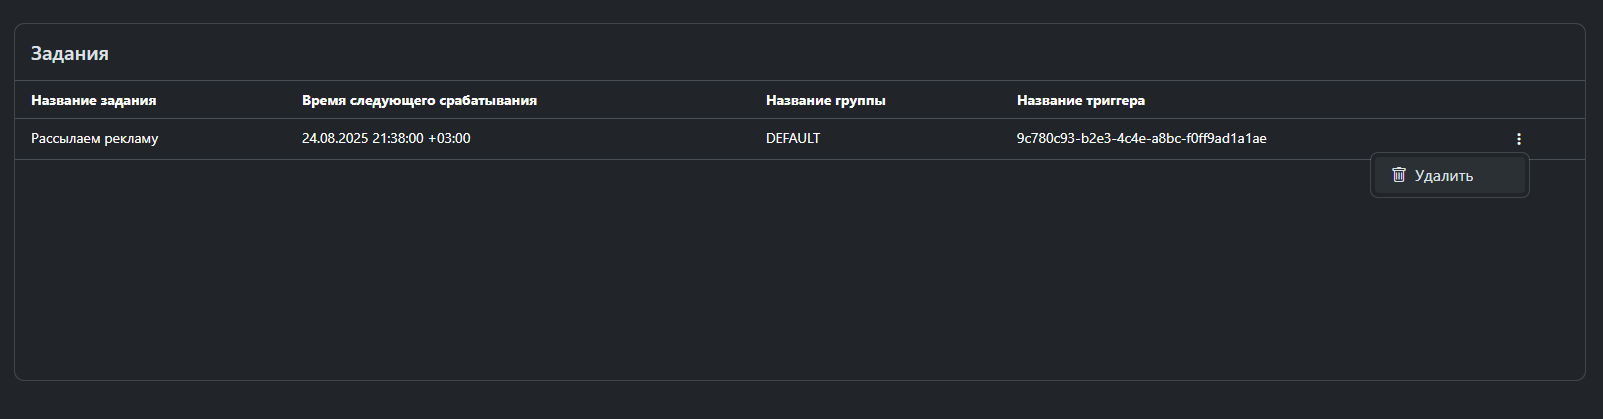 Задания
Название задания Время следующего срабатывания Название группы Название триггера
Рассылаем рекламу 24.08.2025 21:38:00 +03:00 DEFAULT 9c780c93-b2e3-4c4e-a8bc-f0ff9ad1a1ae
Удалить